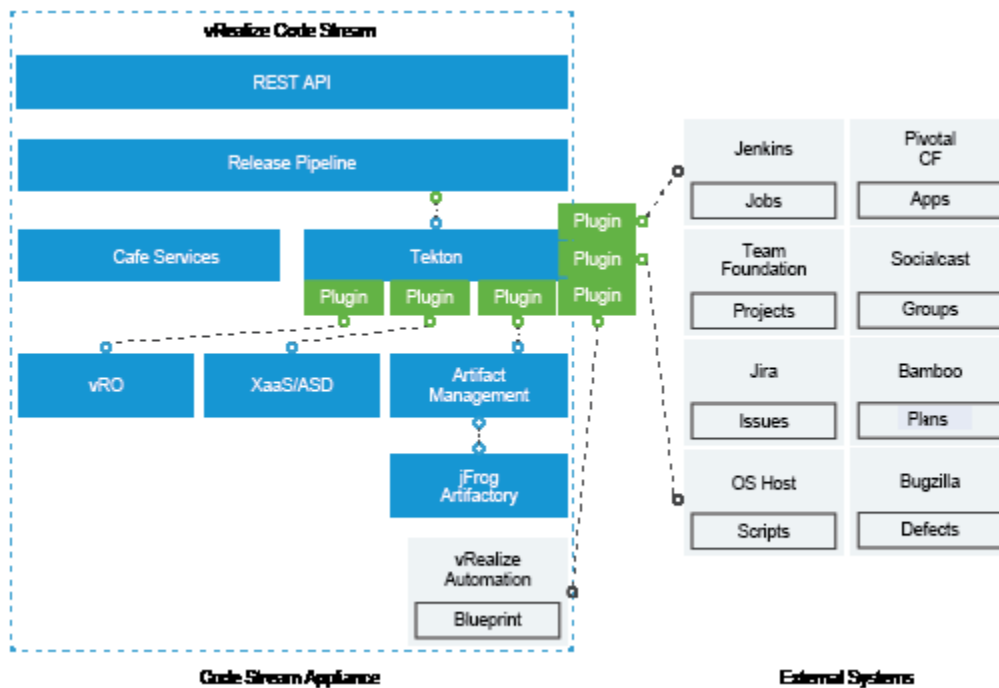 vRealize Code Stream
REST API
Release Pipeline
Cafe Services
Tekton
Plugin
Plugin
Plugin
Plugin
Plugin
Plugin
vRO
XaaS/ASD
Artifact
Management
jFrog
Artifactory
vRealize
Automation
Blueprint
Code Stream Appliance
Jenkins
Jobs
Pivotal
CF
Apps
Team
Foundation
Projects
Socialcast
Groups
Jira
Issues
Bamboo
Plans
OS Host
Scripts
Bugzilla
Defects
External Systems